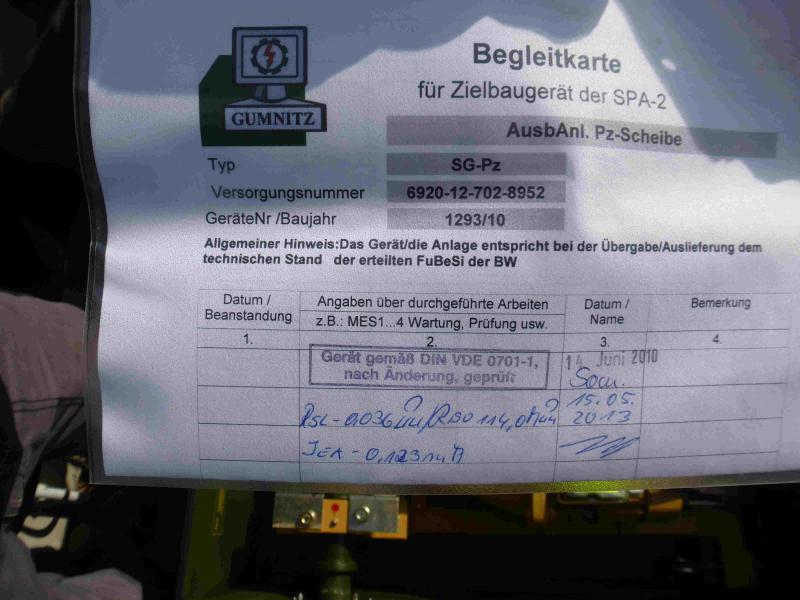 GUMNITZ
Begleitkarte
für Zielbaugerät der SPA-2
AusbAnl. Pz-Scheibe
Typ SG-Pz
Versorgungsnummer 6920-12-702-8952
GeräteNr /Baujahr 1293/10
Allgemeiner Hinweis:Das Gerät/die Anlage entspricht bei der Übergabe/Auslieferung dem
technischen Stand der erteilten FuBeSi der BW
Datum / Beanstandung
Angaben über durchgeführte Arbeiten
z.B.: MES1...4 Wartung, Prüfung usw.
Datum / Name
Bemerkung
1. 2. 3. 4.
Gerät gemäß DIN VDE 0701-1,
nach Änderung, geprüft
14. Juni 2010
15.05.
2013
0,123mA